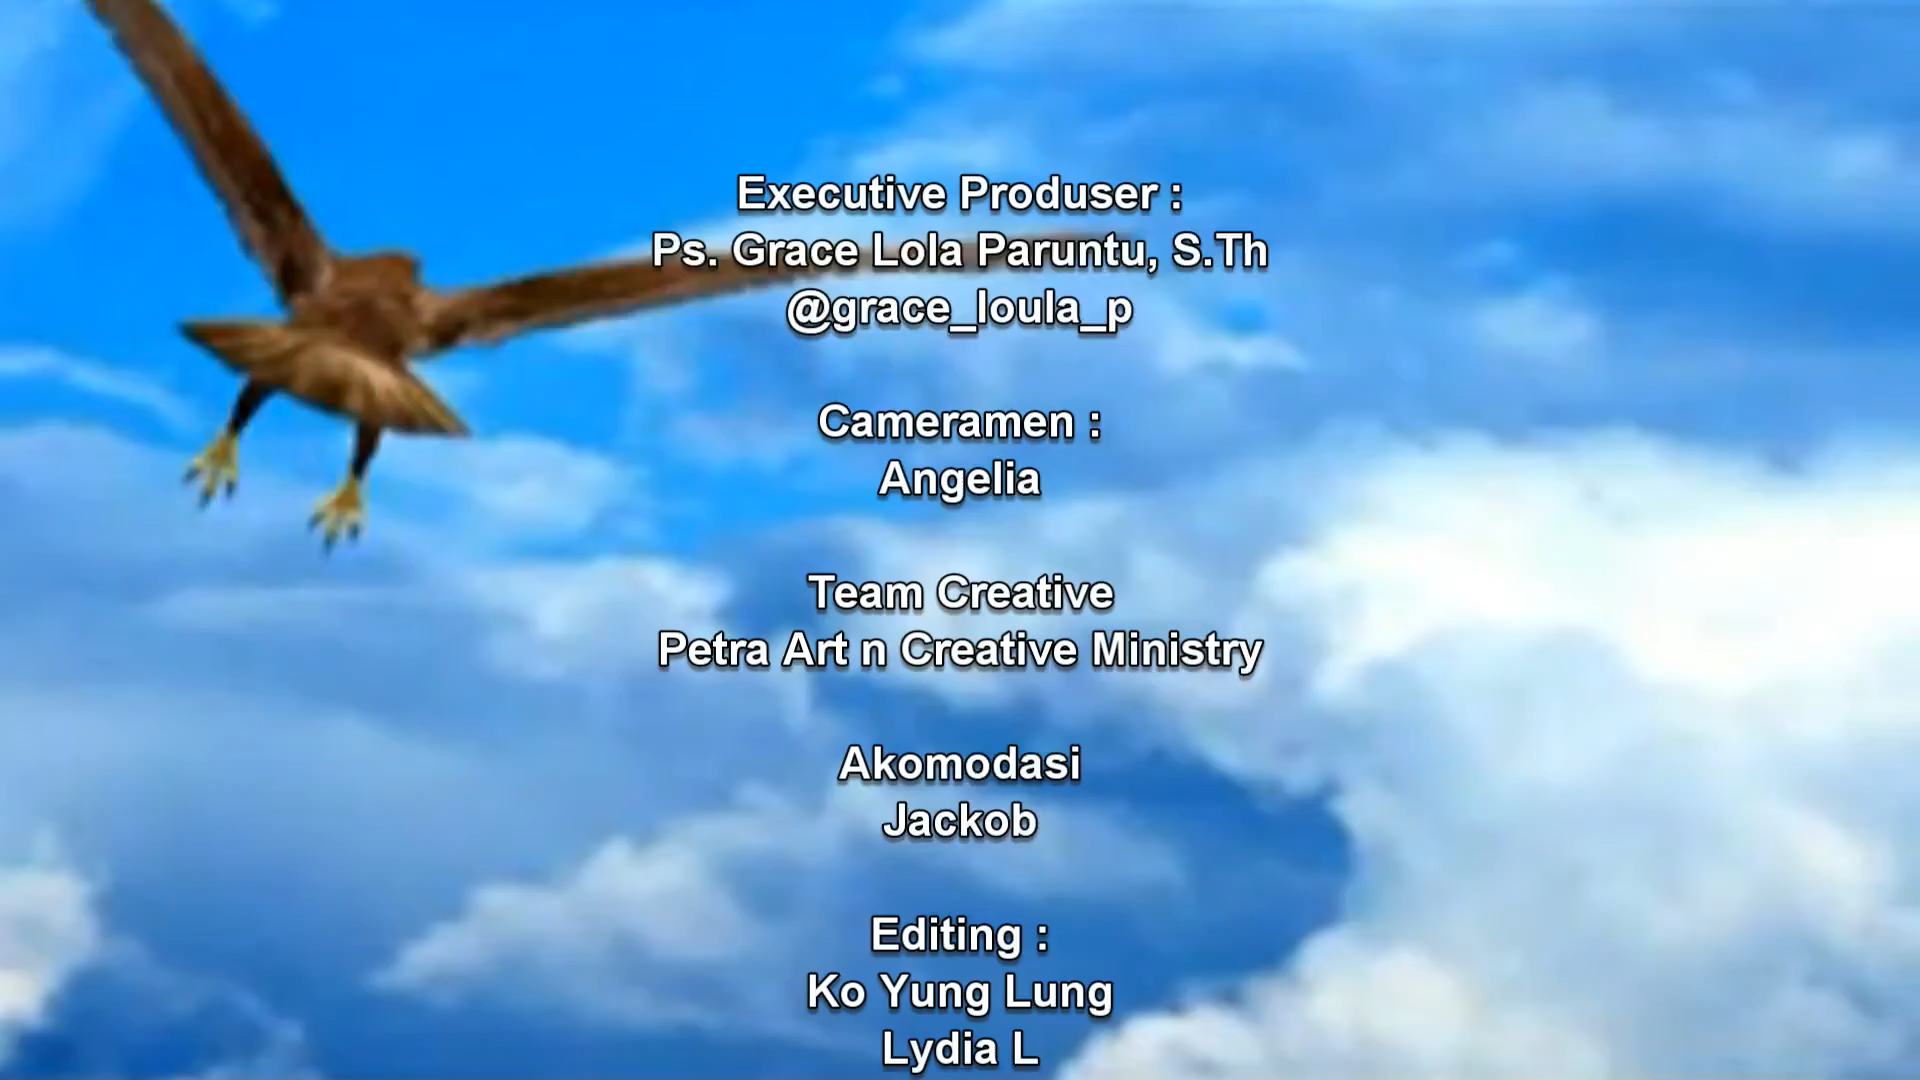 Executive Produser :
Ps. Grace Lola Paruntu, S.Th
@grace_loula_p
Cameramen :
Angelia
Team Creative
Petra Art n Creative Ministry
Akomodasi
Jackob
Editing :
Ko Yung Lung
Lydia L